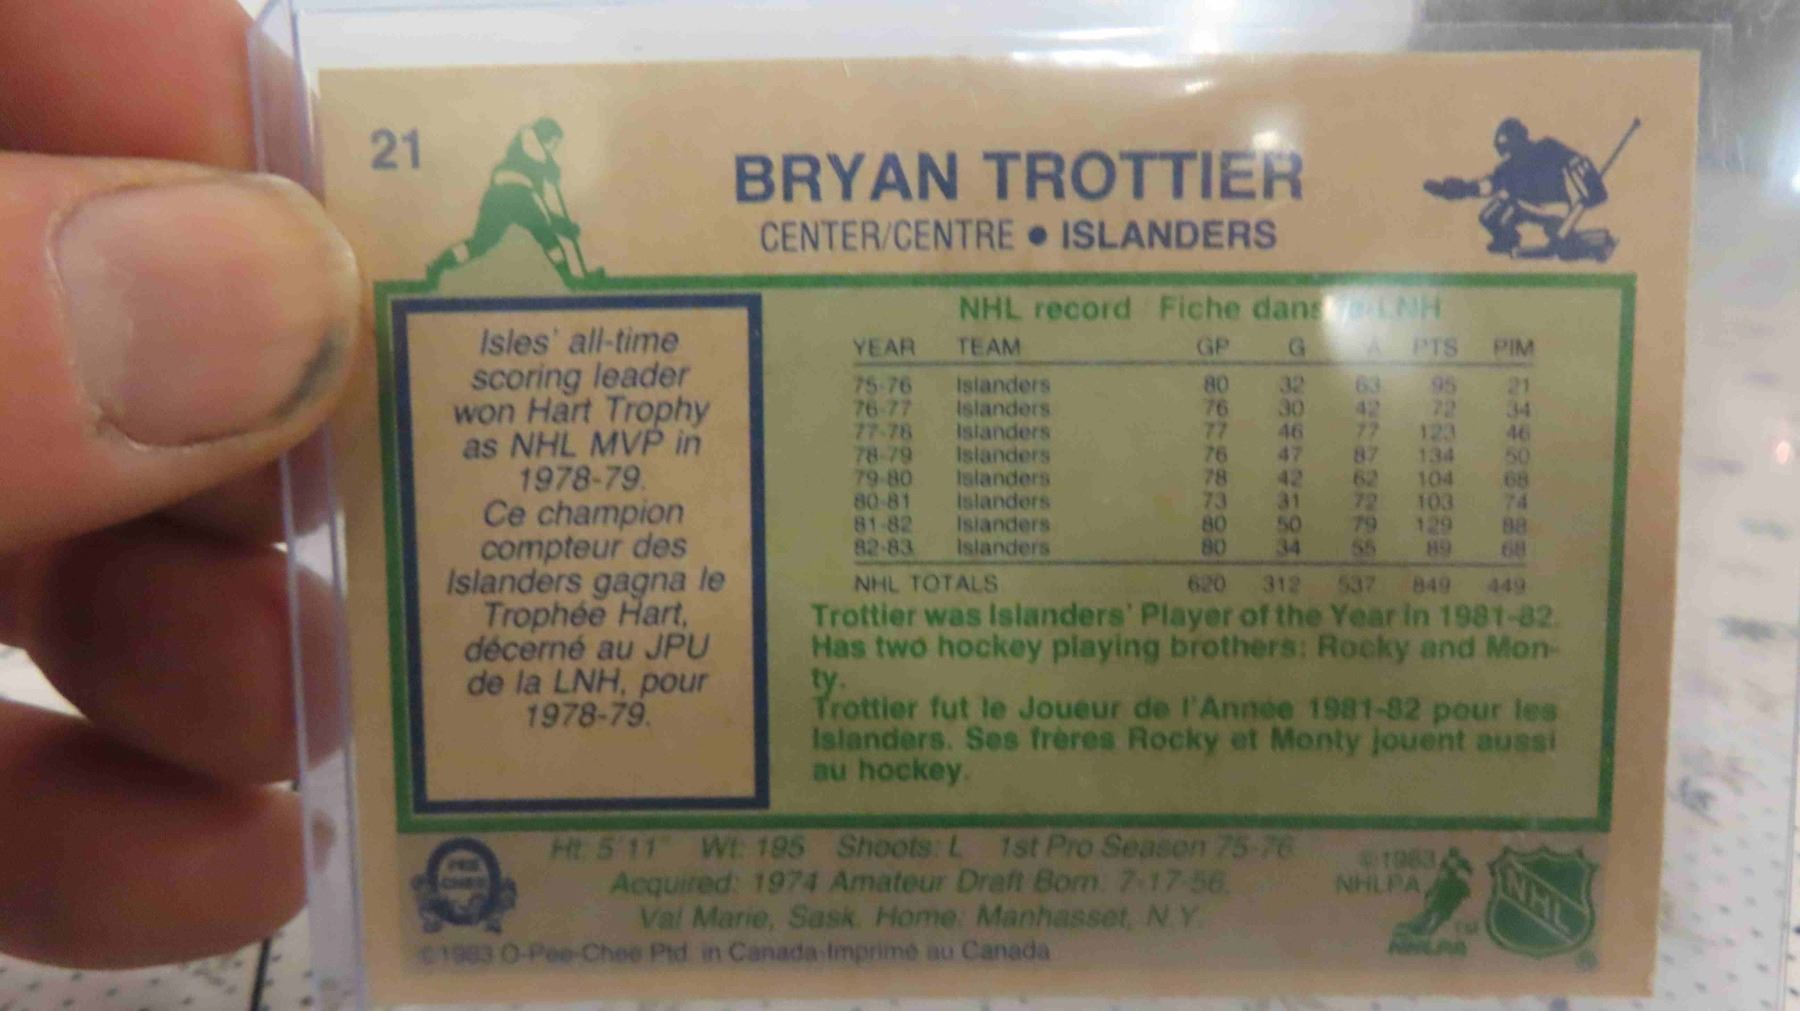 21
BRYAN TROTTIER
CENTER/CENTRE • ISLANDERS
Isles' all-time
scoring leader
won Hart Trophy
as NHL MVP in
1978-79.
Ce champion
compteur des
Islanders gagna le
Trophée Hart,
décerné au JPU
de la LNH, pour
1978-79.
NHL record Fiche dans la LNH
YEAR TEAM GP G A PTS PIM
75-76 Islanders 80 32 63 95 21
76-77 Islanders 76 30 42 72 34
77-78 Islanders 77 46 77 123 46
78-79 Islanders 76 47 87 134 50
79-80 Islanders 78 42 62 104 68
80-81 Islanders 73 31 72 103 74
81-82 Islanders 80 50 79 129 88
82-83 Islanders 80 34 55 89 68
NHL TOTALS 620 312 537 849 449
Trottier was Islanders' Player of the Year in 1981-82.
Has two hockey playing brothers: Rocky and Mon-
ty.
Trottier fut le Joueur de l'Année 1981-82 pour les
Islanders. Ses frères Rocky et Monty jouent aussi
au hockey.
Ht: 5'11" Wt: 195 Shoots: L 1st Pro Season 75-76
Acquired: 1974 Amateur Draft Born: 7-17-56,
Val Marie, Sask. Home: Manhasset, N.Y.
©1983 O-Pee-Chee Ptd. in Canada-Imprimé au Canada
PEE
CHEE
©1983
NHLPA
TM
NHLPA
NHL
®